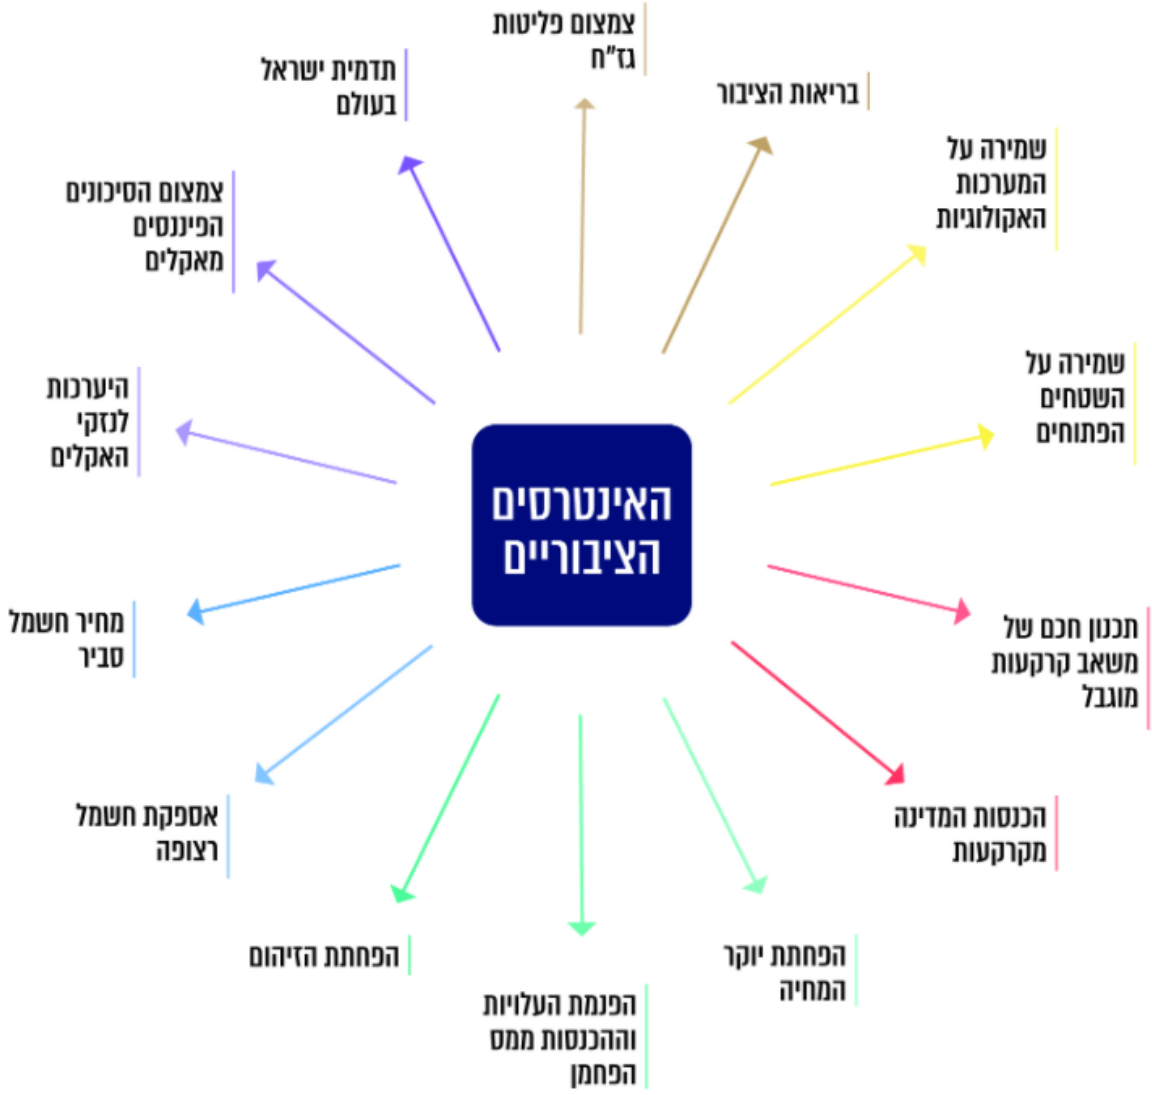 האינטרסים
הציבוריים
צמצום פליטות
גז"ח
בריאות הציבור
שמירה על
המערכות
האקולוגיות
שמירה על
השטחים
הפתוחים
תכנון חכם של
משאב קרקעות
מוגבל
הכנסות המדינה
מקרקעות
הפחתת יוקר
המחיה
הפנמת העלויות
וההכנסות ממס
הפחמן
הפחתת הזיהום
אספקת חשמל
רצופה
מחיר חשמל
סביר
היערכות
לנזקי
האקלים
צמצום הסיכונים
הפיננסים
מאקלים
תדמית ישראל
בעולם